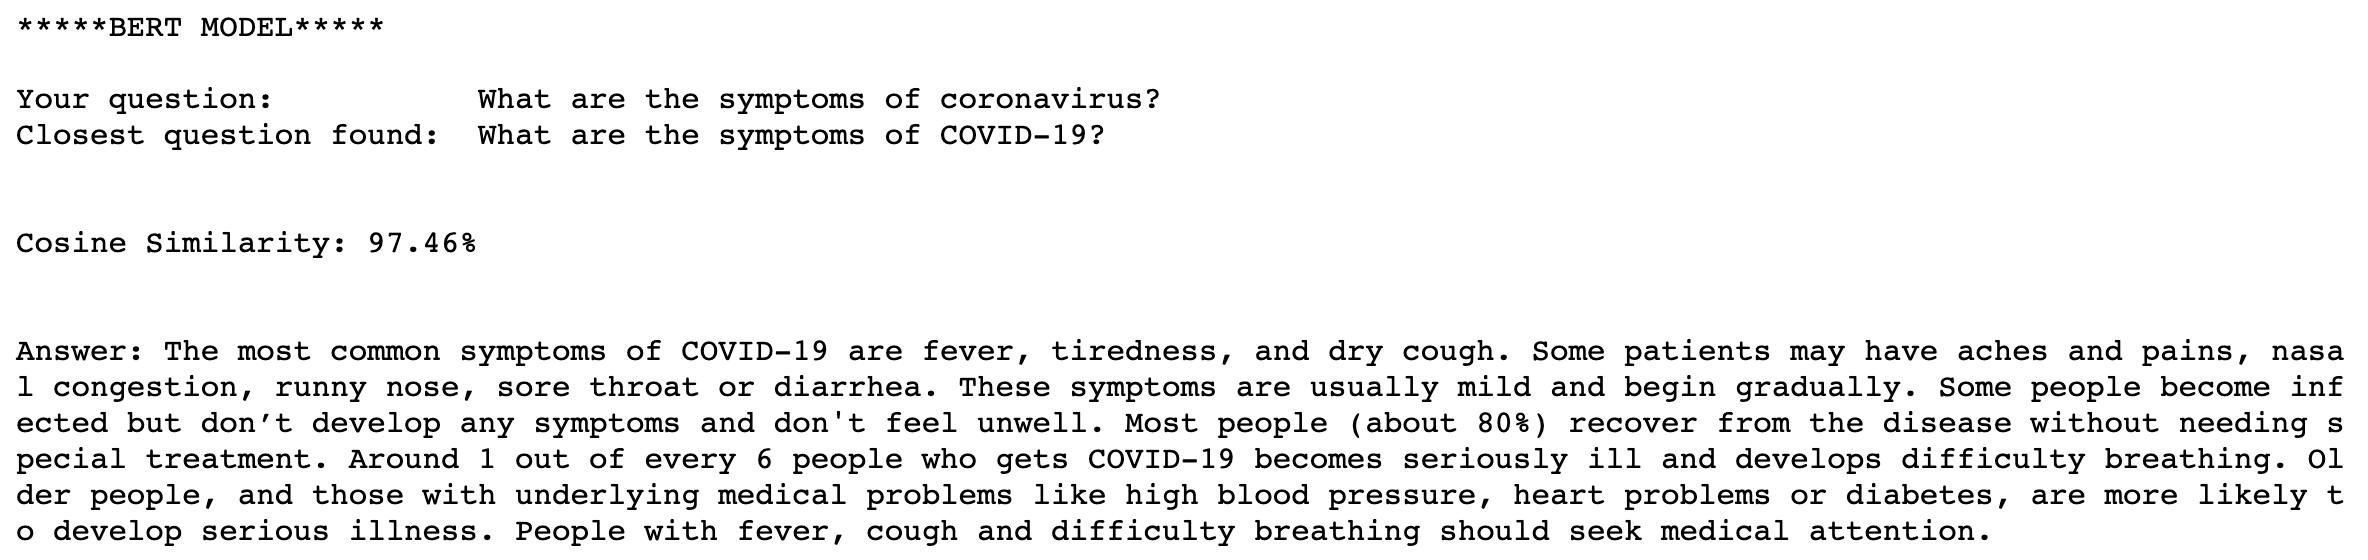 *****BERT MODEL*****
Your question: What are the symptoms of coronavirus?
Closest question found: What are the symptoms of COVID-19?
Cosine Similarity: 97.46%
Answer: The most common symptoms of COVID-19 are fever, tiredness, and dry cough. Some patients may have aches and pains, nasa
l congestion, runny nose, sore throat or diarrhea. These symptoms are usually mild and begin gradually. Some people become inf
ected but don’t develop any symptoms and don't feel unwell. Most people (about 80%) recover from the disease without needing s
pecial treatment. Around 1 out of every 6 people who gets COVID-19 becomes seriously ill and develops difficulty breathing. Ol
der people, and those with underlying medical problems like high blood pressure, heart problems or diabetes, are more likely t
o develop serious illness. People with fever, cough and difficulty breathing should seek medical attention.